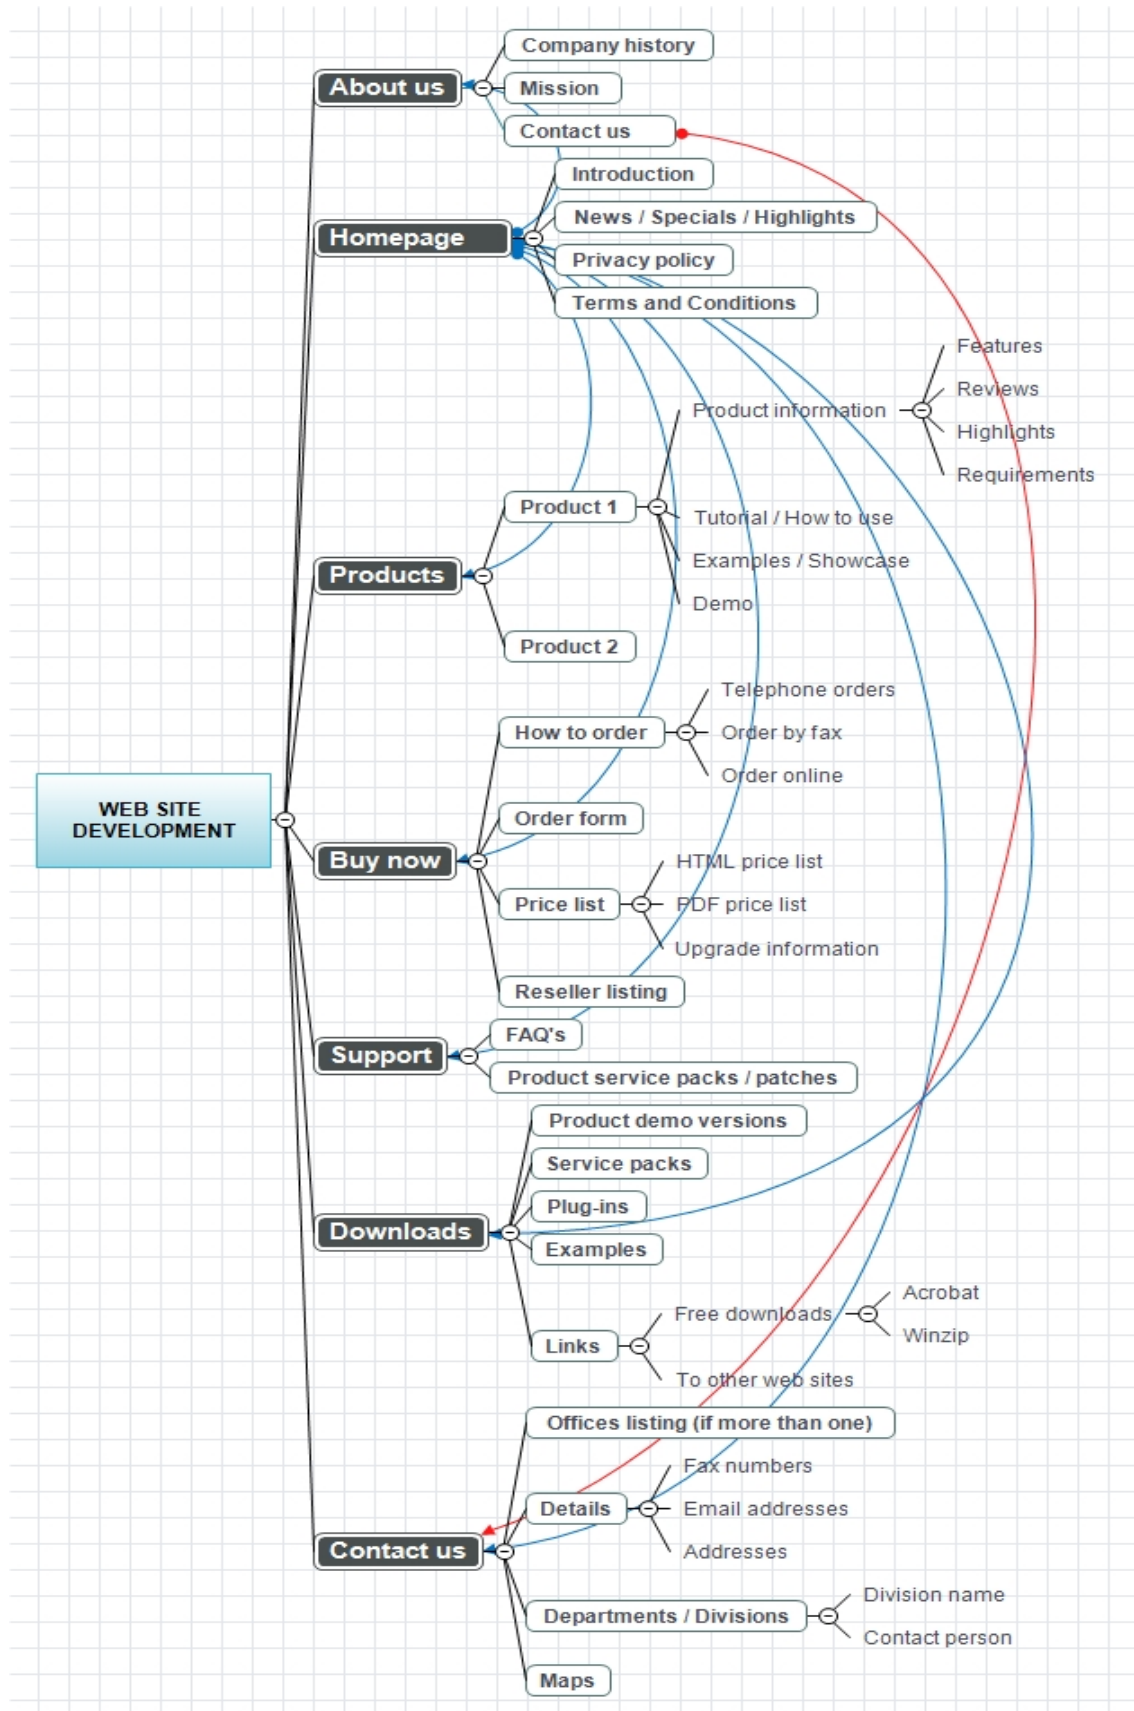 Company history
About us
Mission
Contact us
Introduction
News / Specials / Highlights
Homepage
Privacy policy
Terms and Conditions
Features
Reviews
Product information
Highlights
Requirements
Product 1
Tutorial / How to use
Examples / Showcase
Products
Demo
Product 2
Telephone orders
How to order
Order by fax
Order online
WEB SITE
DEVELOPMENT
Order form
Buy now
HTML price list
Price list
PDF price list
Upgrade information
Reseller listing
FAQ's
Support
Product service packs / patches
Product demo versions
Service packs
Plug-ins
Downloads
Examples
Acrobat
Free downloads
Winzip
Links
To other web sites
Offices listing (if more than one)
Fax numbers
Details
Email addresses
Contact us
Addresses
Division name
Departments / Divisions
Contact person
Maps